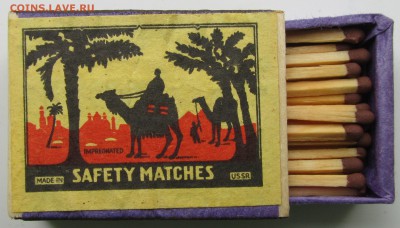 COINS.LAVE.RU
IMPREGNATED
MADE IN SAFETY MATCHES USSR